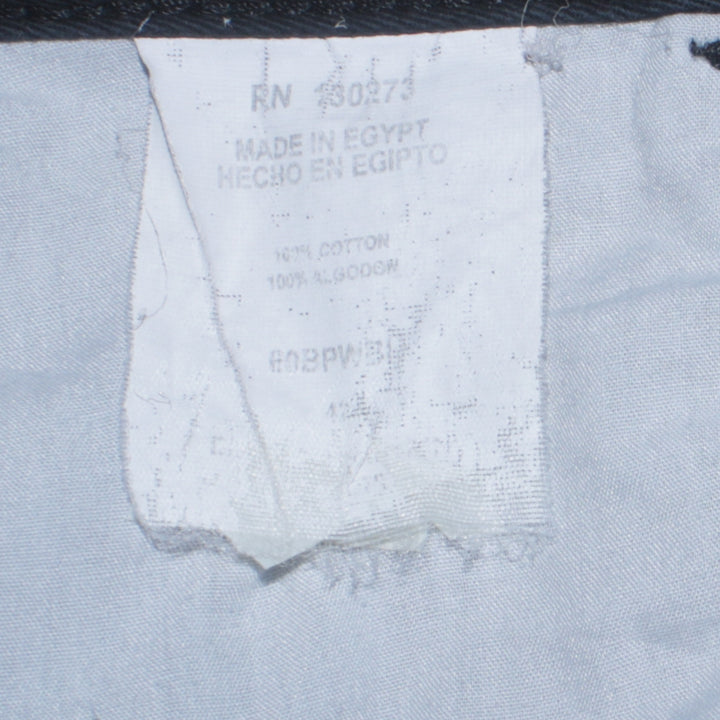 RN 130273
MADE IN EGYPT
HECHO EN EGIPTO
100% COTTON
100% ALGODON